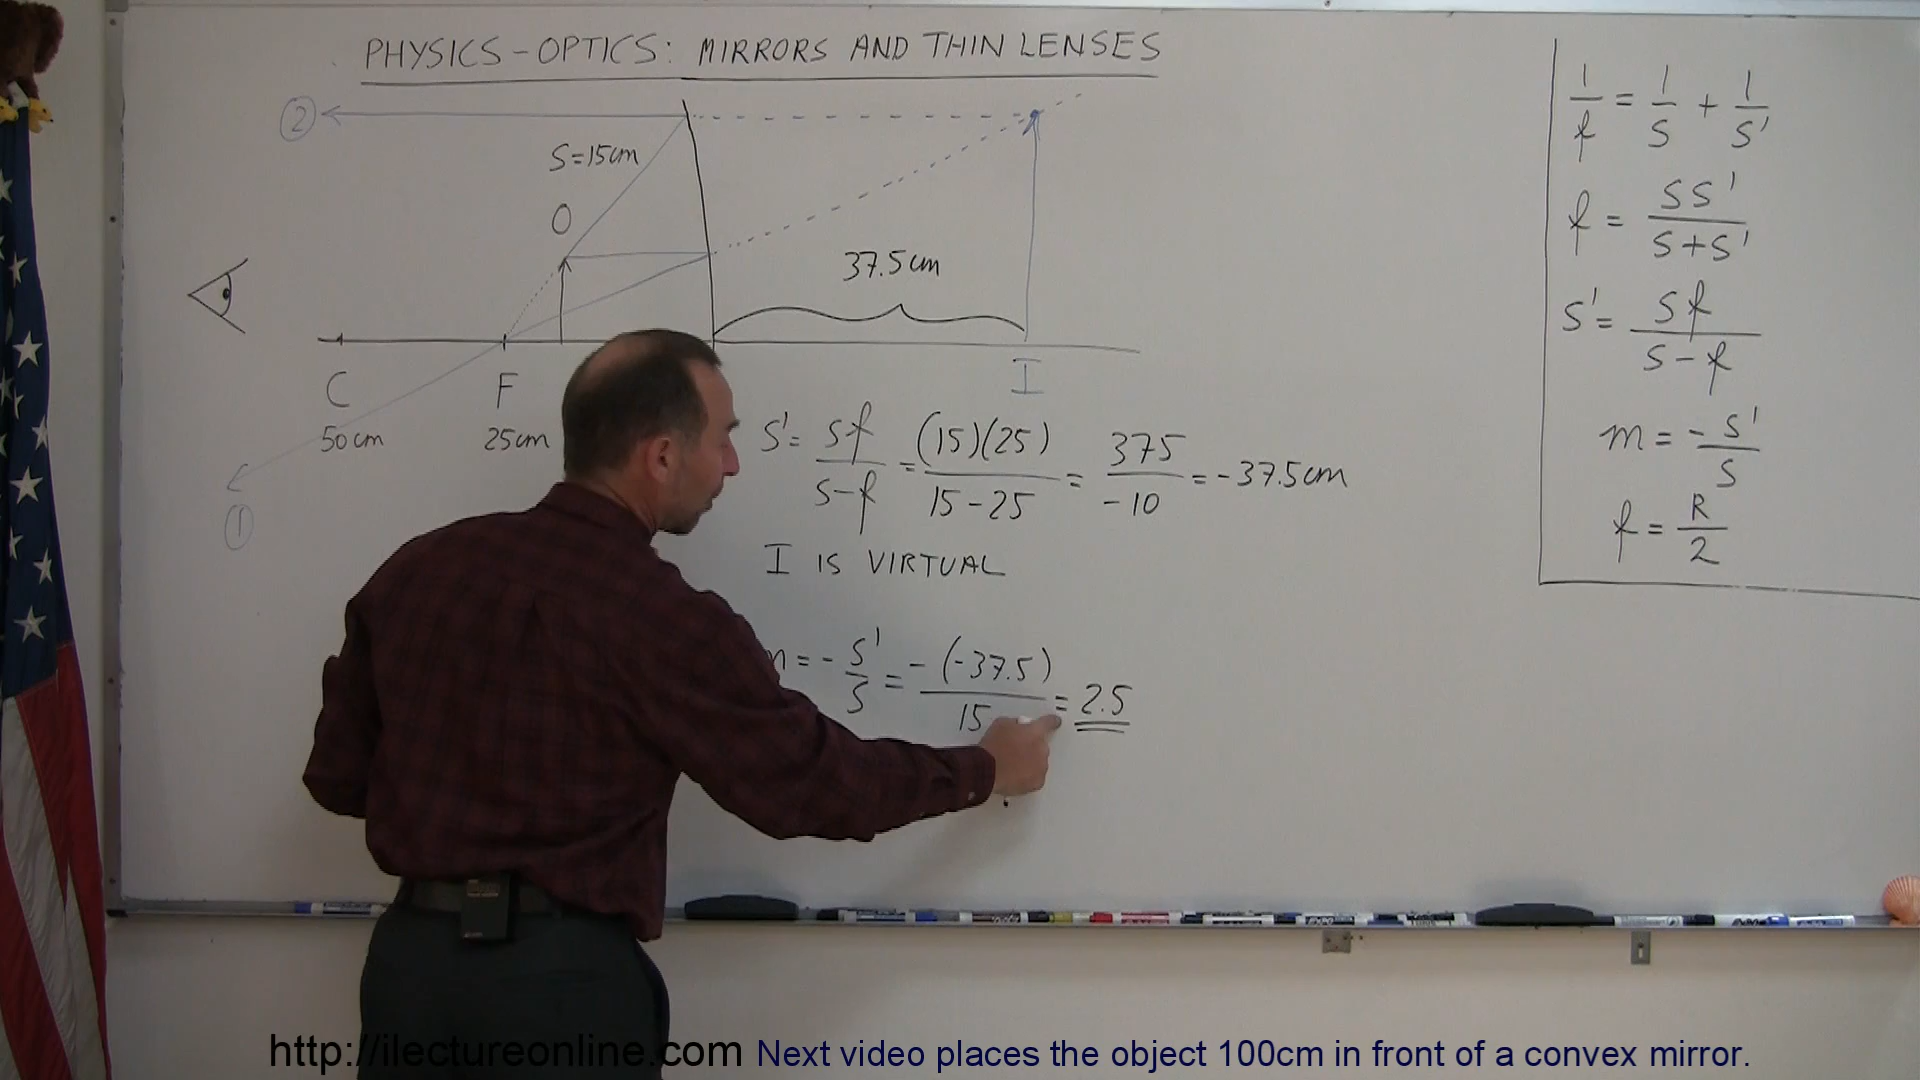 PHYSICS-OPTICS: MIRRORS AND THIN LENSES
2
S=15cm
O
37.5cm
C
F
I
50cm
25cm
1
S' = sf/s-f = (15)(25)/15-25 = 375/-10 = -37.5cm
I IS VIRTUAL
m = -s'/s = -(-37.5)/15 = 2.5
1/f = 1/s + 1/s'
f = ss'/s+s'
s' = sf/s-f
m = -s'/s
f = R/2
http://ilectureonline.com Next video places the object 100cm in front of a convex mirror.